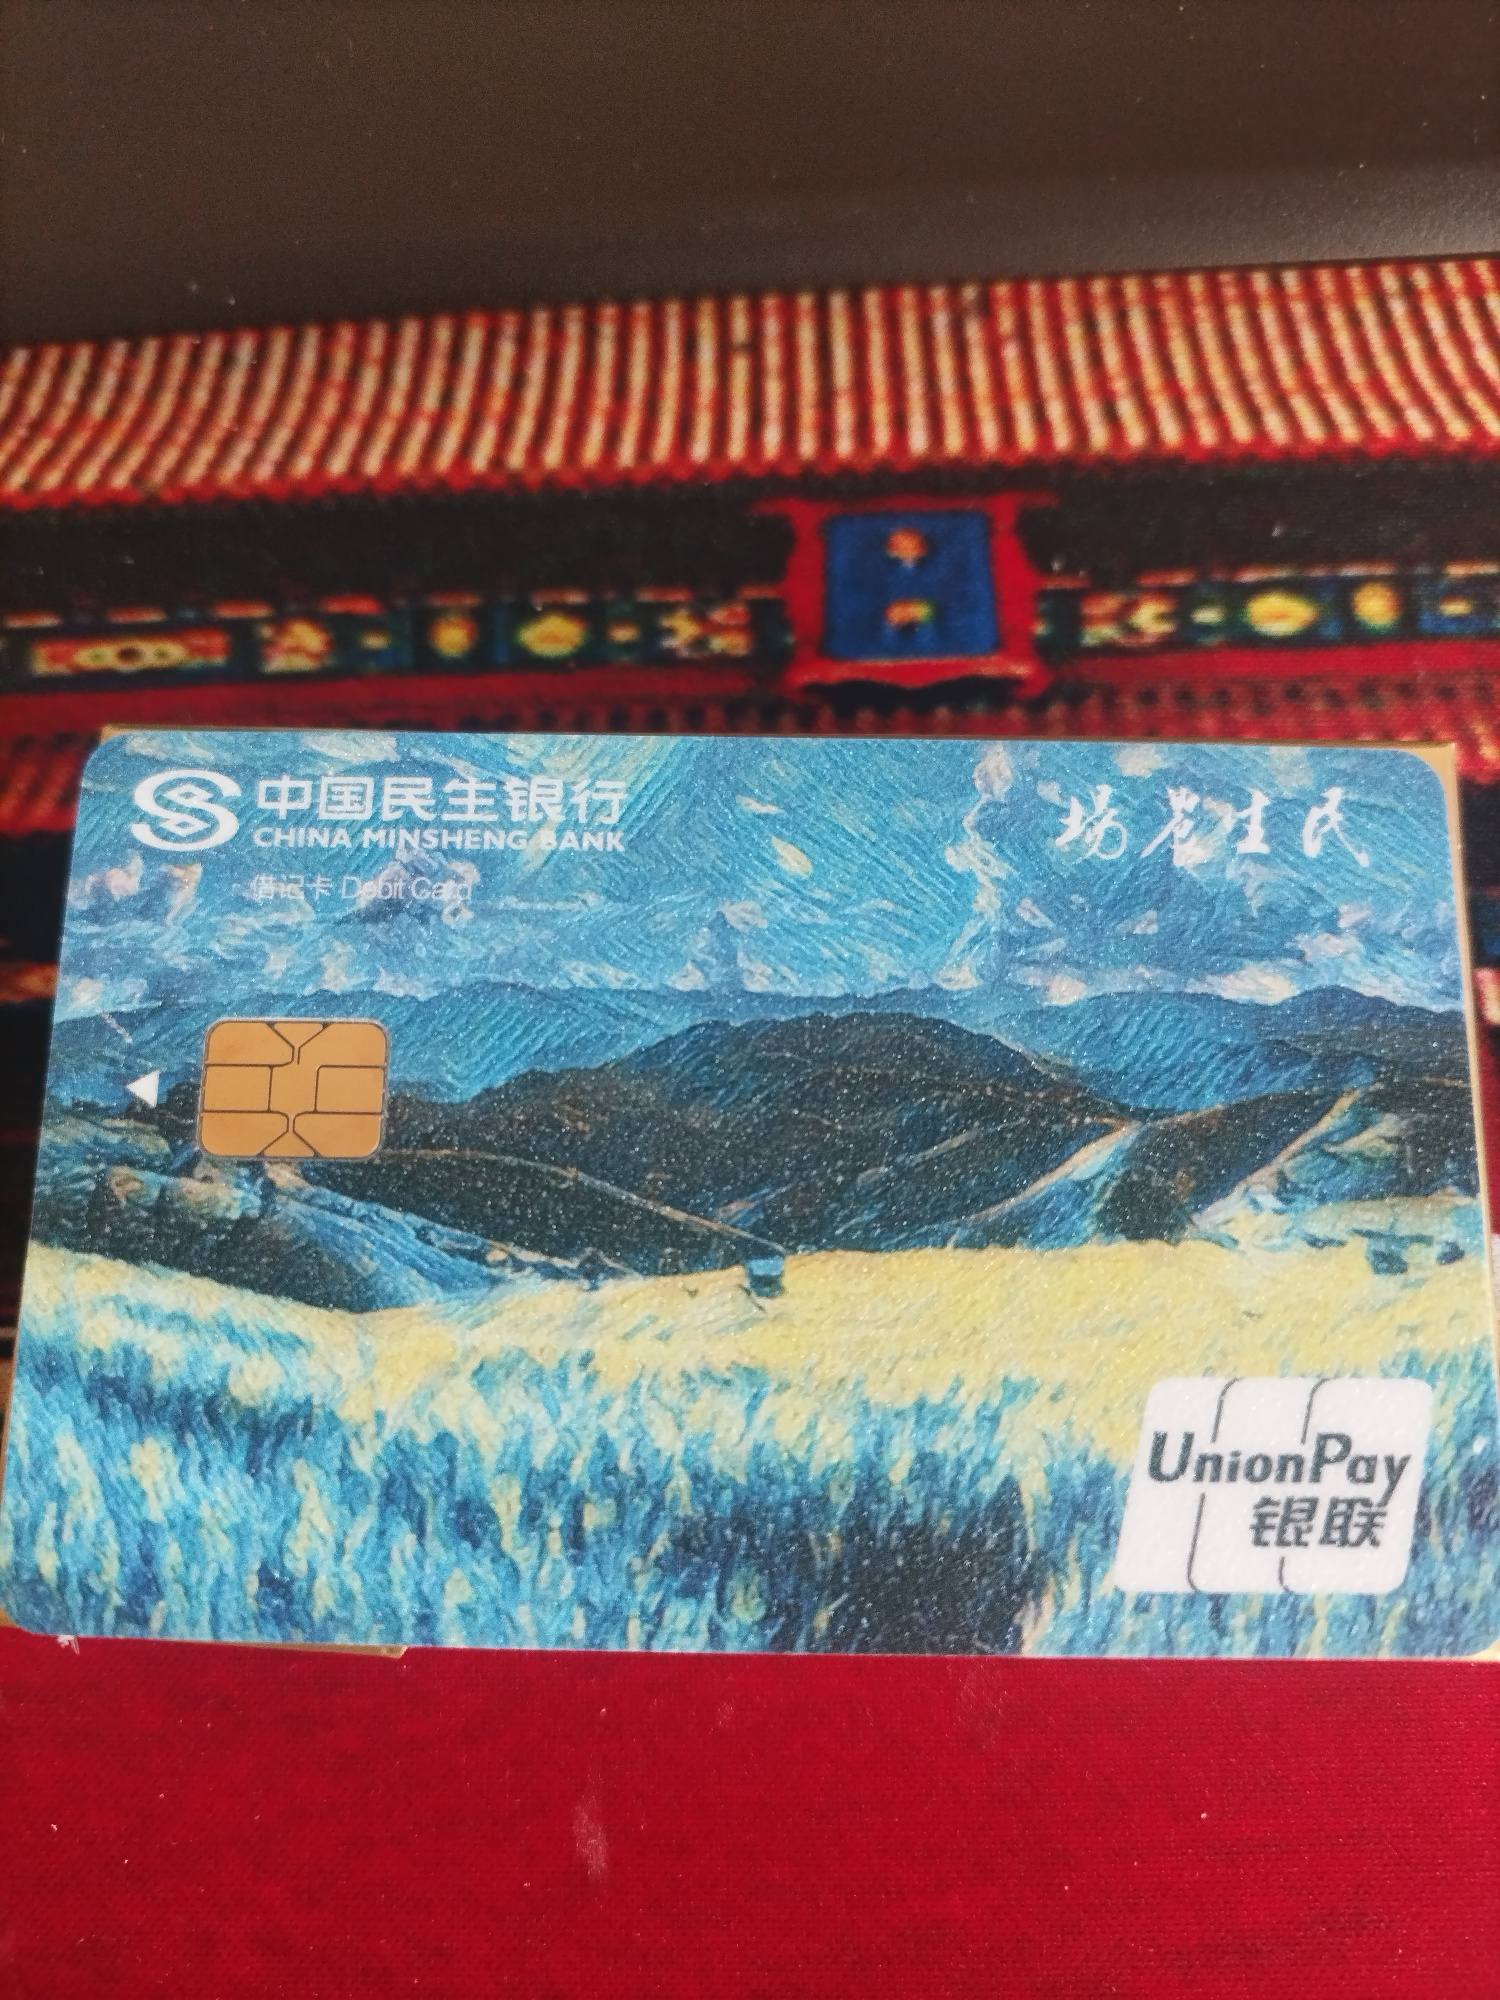 中国民生银行
CHINA MINSHENG BANK
借记卡 Debit Card
场农生民
UnionPay
银联